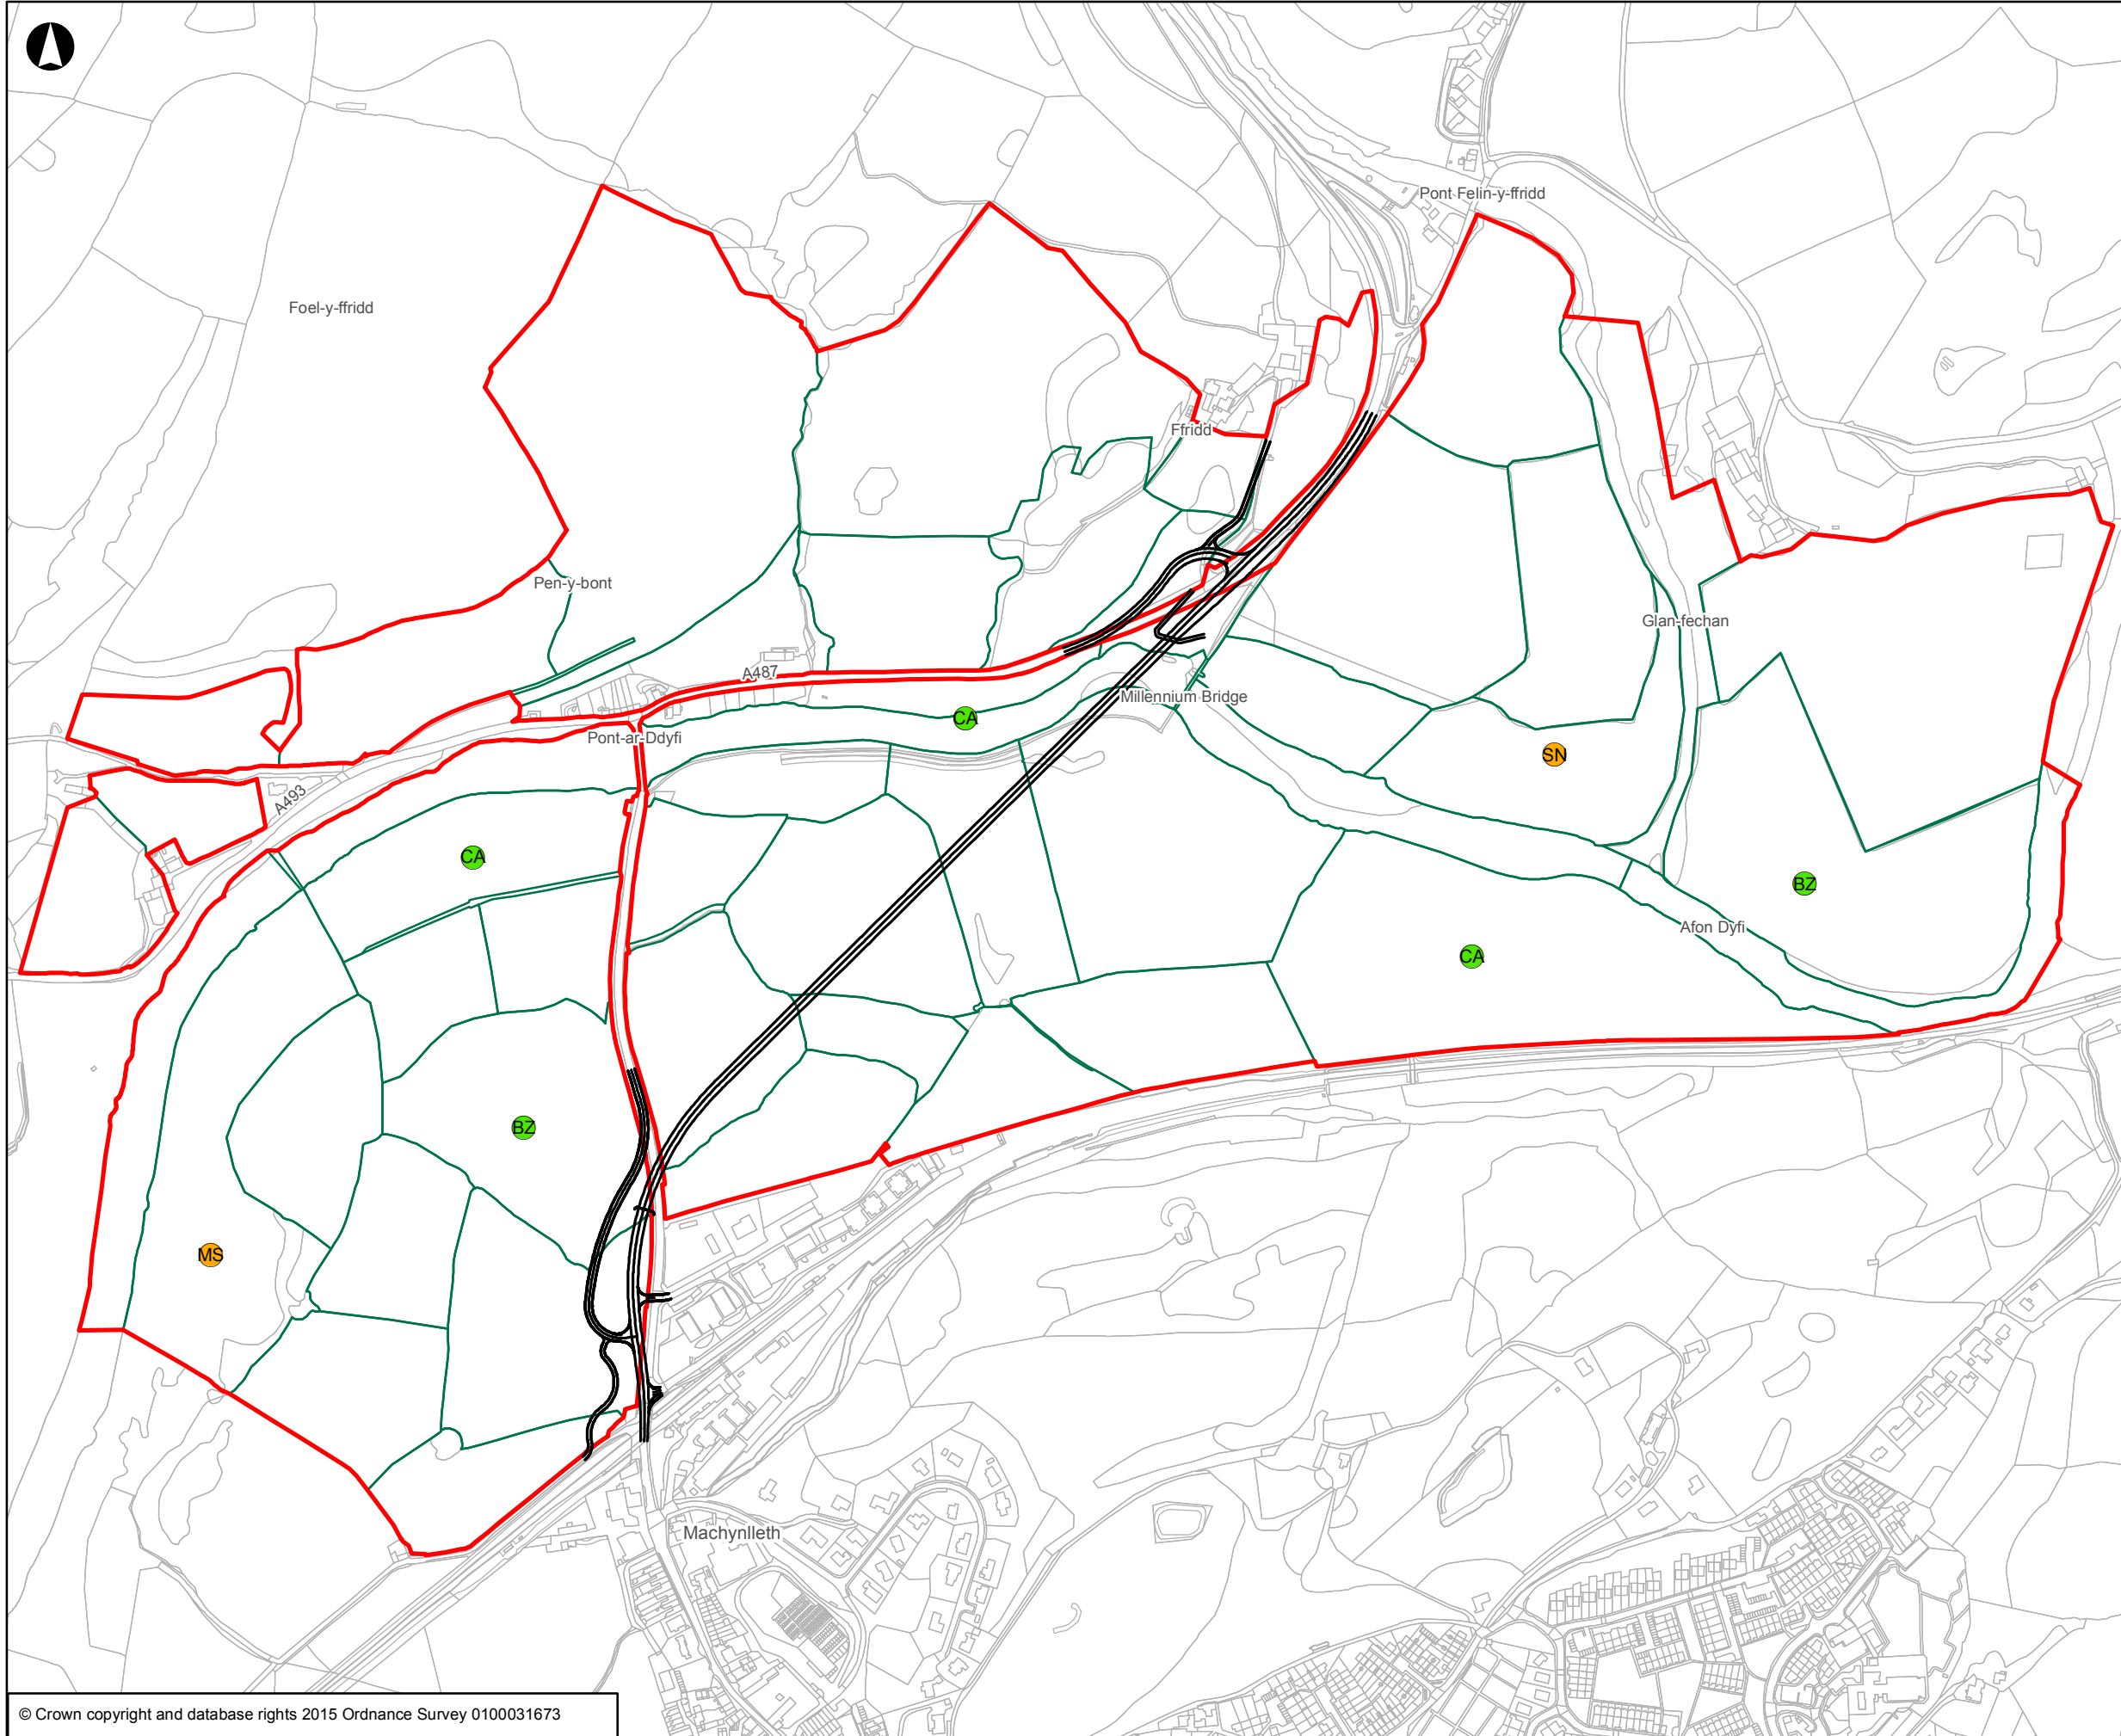 Pont Felin-y-ffridd
Foel-y-ffridd
Ffridd
Pen-y-bont
Glan-fechan
A487
Millennium Bridge
CA
Pont-ar-Ddyfi
SN
A493
CA
BZ
Afon Dyfi
CA
BZ
MS
Machynlleth
© Crown copyright and database rights 2015 Ordnance Survey 0100031673